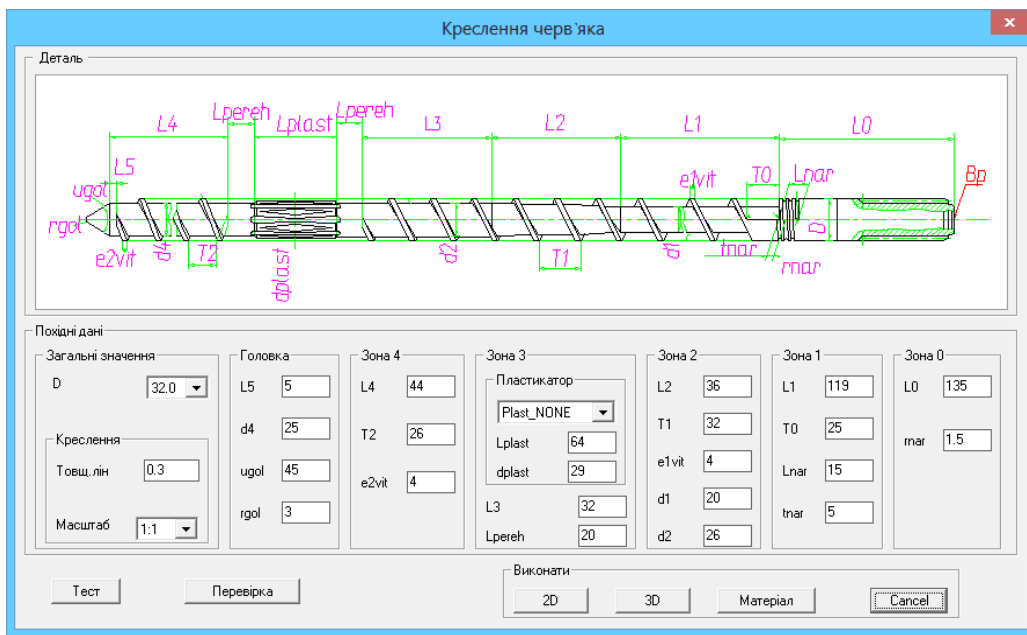 Креслення черв`яка
x
Деталь
L4 Lpereh Lplast Lpereh L3 L2 L1 L0
L5 e1vit T0 Lnar Bp
ugol
rgol
e2vit d4 T2 dplast d2 T1 d1 tnar rnar D
Похідні дані
Загальні значення Головка Зона 4 Зона 3 Зона 2 Зона 1 Зона 0
D 32.0
Креслення
Товщ.лін 0.3
Масштаб 1:1
L5 5
d4 25
ugol 45
rgol 3
L4 44
T2 26
e2vit 4
Пластикатор
Plast_NONE
Lplast 64
dplast 29
L3 32
Lpereh 20
L2 36
T1 32
e1vit 4
d1 20
d2 26
L1 119
T0 25
Lnar 15
tnar 5
L0 135
rnar 1.5
Тест Перевірка
Виконати
2D 3D Матеріал Cancel